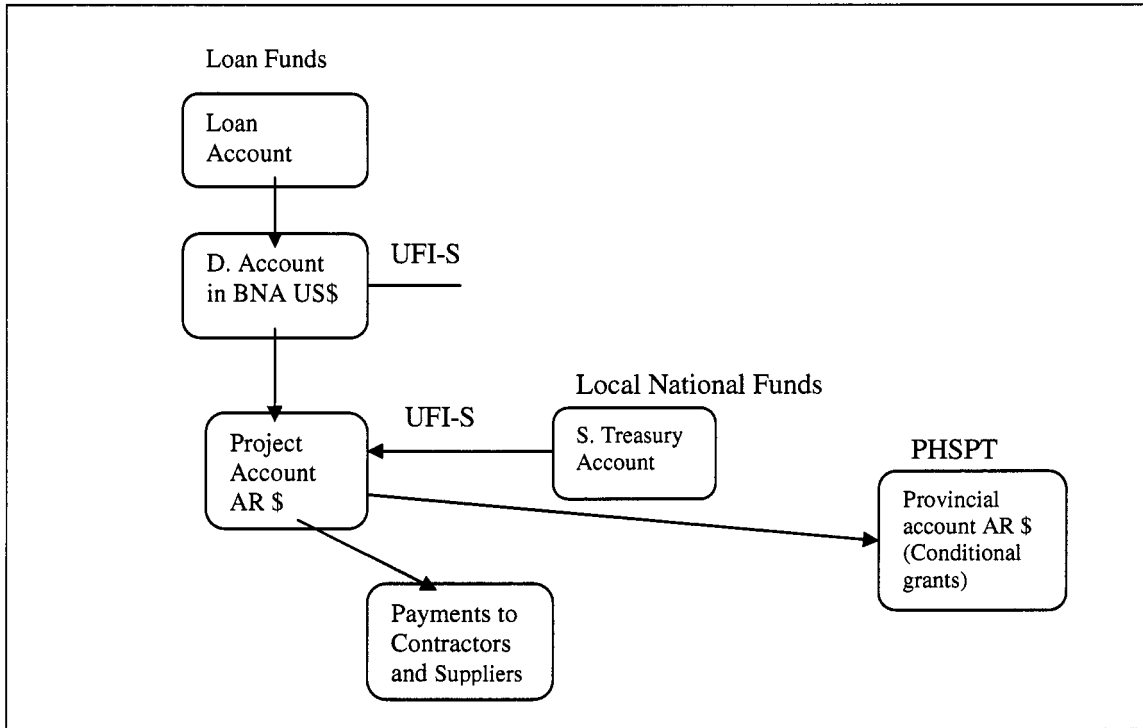 Loan Funds
Loan
Account
D. Account
in BNA US$
UFI-S
Local National Funds
UFI-S
Project
Account
AR $
S. Treasury
Account
PHSPT
Provincial
account AR $
(Conditional
grants)
Payments to
Contractors
and Suppliers